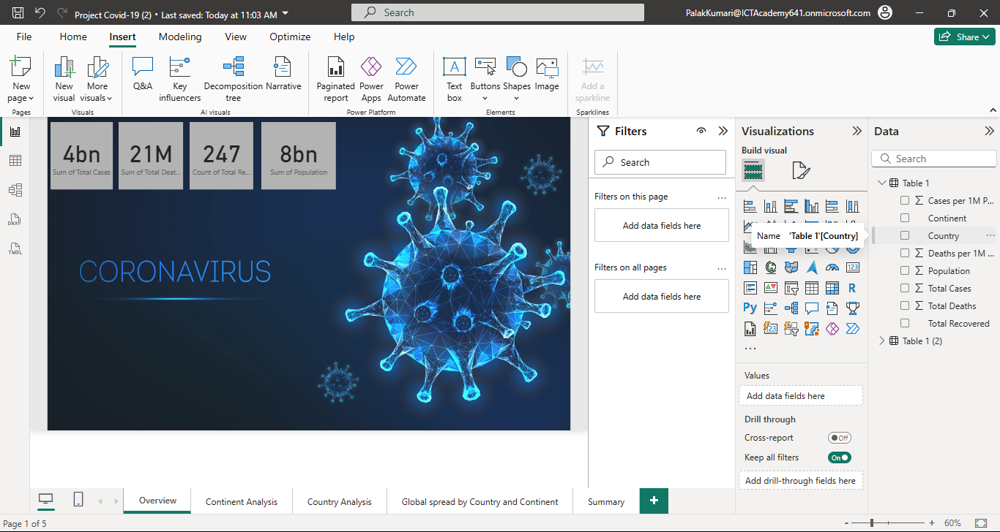 Project Covid-19 (2) • Last saved: Today at 11:03 AM
Search
PalakKumari@ICTAcademy641.onmicrosoft.com
File
Home
Insert
Modeling
View
Optimize
Help
Share
New page
New visual
More visuals
Q&A
Key influencers
Decomposition tree
Narrative
Paginated report
Power Apps
Power Automate
Text box
Buttons
Shapes
Image
Add a sparkline
Pages
Visuals
AI visuals
Power Platform
Elements
Sparklines
DAX
TMDL
4bn
Sum of Total Cases
21M
Sum of Total Deat...
247
Count of Total Re...
8bn
Sum of Population
CORONAVIRUS
Filters
Search
Filters on this page
...
Add data fields here
Filters on all pages
...
Add data fields here
Visualizations
Build visual
Name 'Table 1'[Country]
123
R
Py
123
...
Values
Add data fields here
Drill through
Cross-report
Off
Keep all filters
On
Add drill-through fields here
Data
Search
Table 1
Σ Cases per 1M P...
Continent
Country
...
Σ Deaths per 1M ...
Σ Population
Σ Total Cases
Σ Total Deaths
Total Recovered
Table 1 (2)
Overview
Continent Analysis
Country Analysis
Global spread by Country and Continent
Summary
+
Page 1 of 5
- + 60%